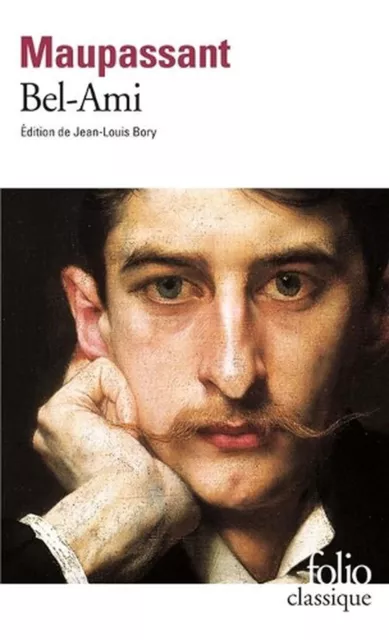 Maupassant
Bel-Ami
Édition de Jean-Louis Bory
folio
classique